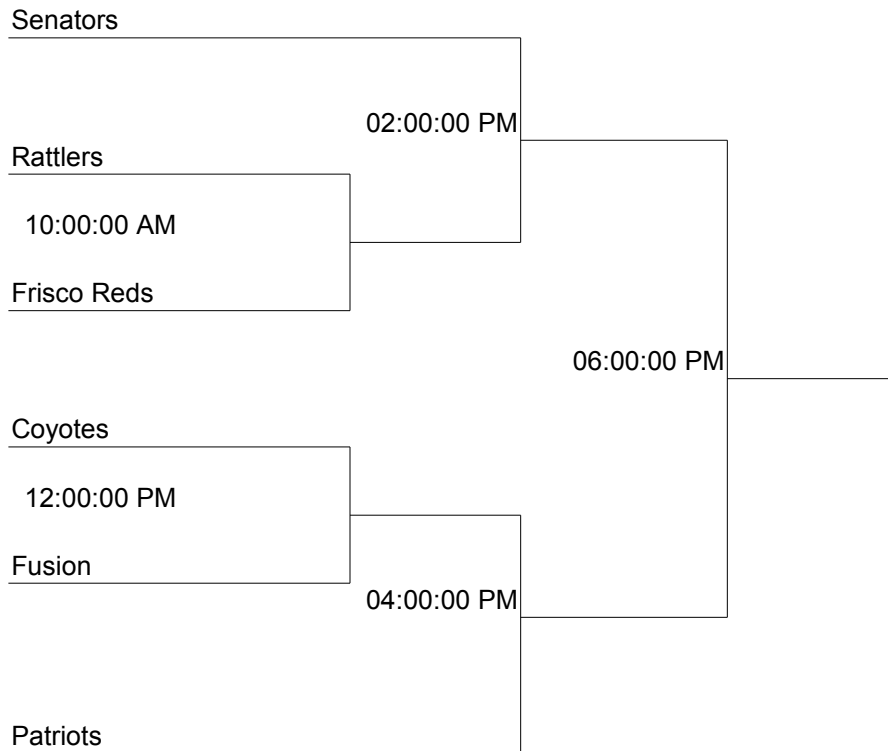 Senators
02:00:00 PM
Rattlers
10:00:00 AM
Frisco Reds
06:00:00 PM
Coyotes
12:00:00 PM
Fusion
04:00:00 PM
Patriots